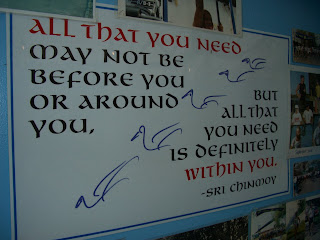 ALL THAT YOU NEED
MAY NOT BE
BEFORE YOU
OR AROUND
YOU,
BUT
ALL THAT
YOU NEED
IS DEFINITELY
WITHIN YOU.
-SRI CHINMOY